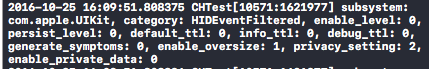 2016-10-25 16:09:51.808375 CHTest[10571:1621977] subsystem:
com.apple.UIKit, category: HIDEventFiltered, enable_level: 0,
persist_level: 0, default_ttl: 0, info_ttl: 0, debug_ttl: 0,
generate_symptoms: 0, enable_oversize: 1, privacy_setting: 2,
enable_private_data: 0